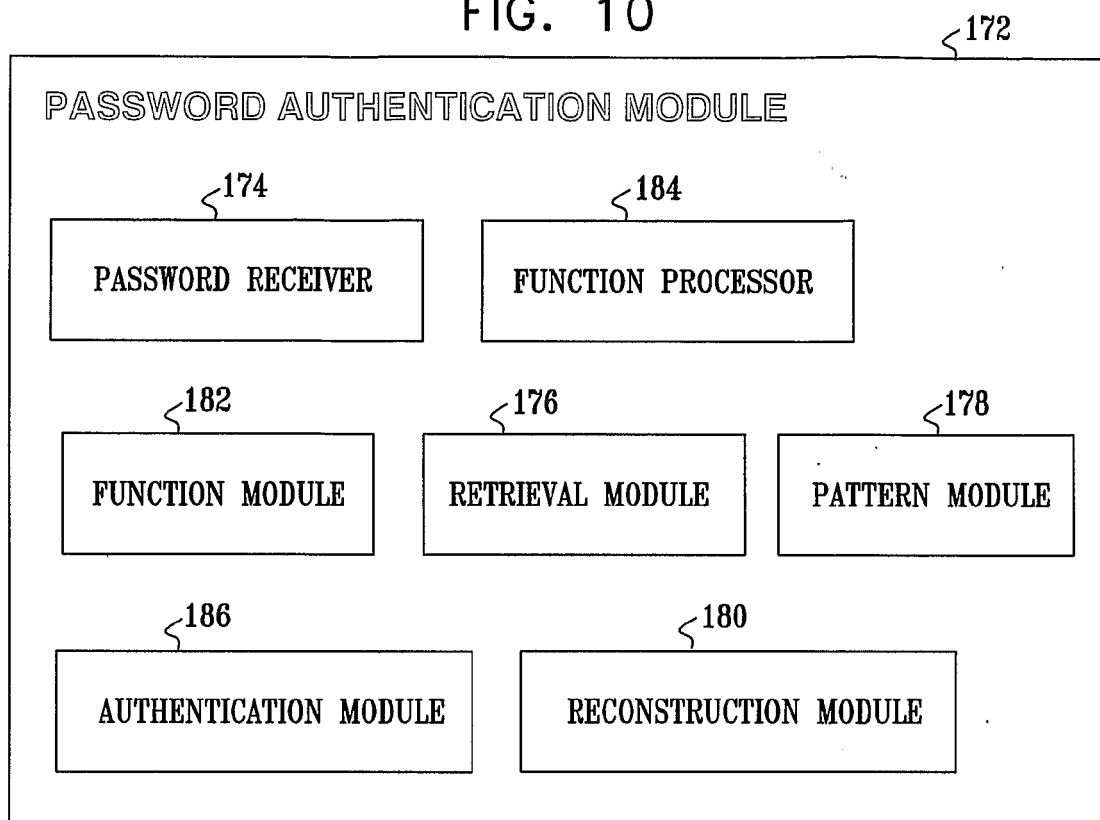 FIG. 10
172
PASSWORD AUTHENTICATION MODULE
174
184
PASSWORD RECEIVER
FUNCTION PROCESSOR
182
176
178
FUNCTION MODULE
RETRIEVAL MODULE
PATTERN MODULE
186
180
AUTHENTICATION MODULE
RECONSTRUCTION MODULE